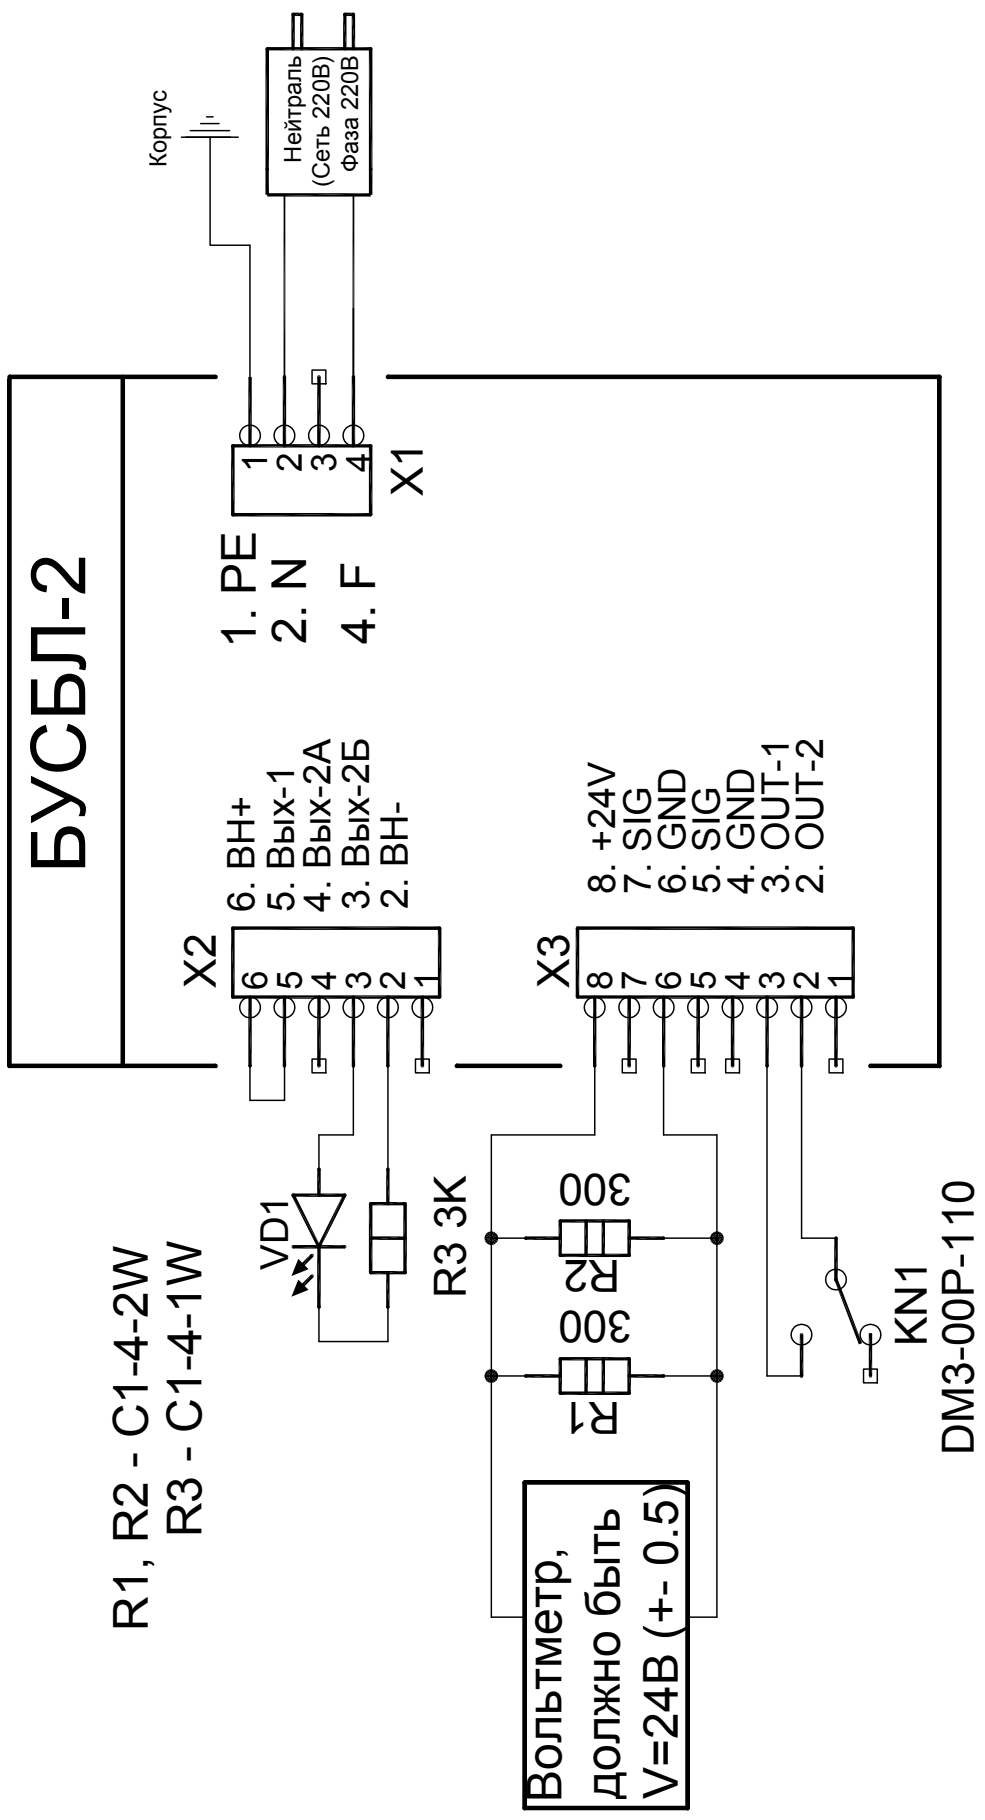 БУСБЛ-2
R1, R2 - C1-4-2W
R3 - C1-4-1W
X2
6
5
4
3
2
1
6. ВН+
5. Вых-1
4. Вых-2А
3. Вых-2Б
2. ВН-
1. PE
2. N
4. F
1
2
3
4
X1
Корпус
Нейтраль
(Сеть 220В)
Фаза 220В
VD1
R3 3K
X3
8
7
6
5
4
3
2
1
8. +24V
7. SIG
6. GND
5. SIG
4. GND
3. OUT-1
2. OUT-2
R1
300
R2
300
Вольтметр,
должно быть
V=24В (+- 0.5)
KN1
DM3-00P-110